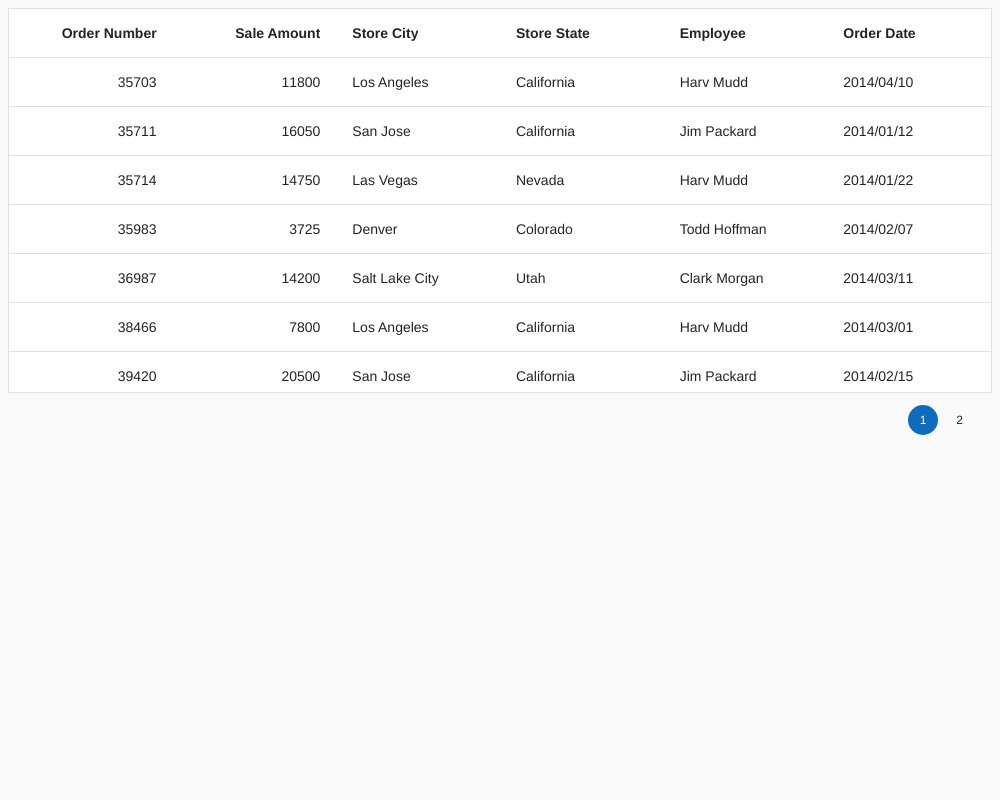 Order Number Sale Amount Store City Store State Employee Order Date
35703 11800 Los Angeles California Harv Mudd 2014/04/10
35711 16050 San Jose California Jim Packard 2014/01/12
35714 14750 Las Vegas Nevada Harv Mudd 2014/01/22
35983 3725 Denver Colorado Todd Hoffman 2014/02/07
36987 14200 Salt Lake City Utah Clark Morgan 2014/03/11
38466 7800 Los Angeles California Harv Mudd 2014/03/01
39420 20500 San Jose California Jim Packard 2014/02/15
1 2